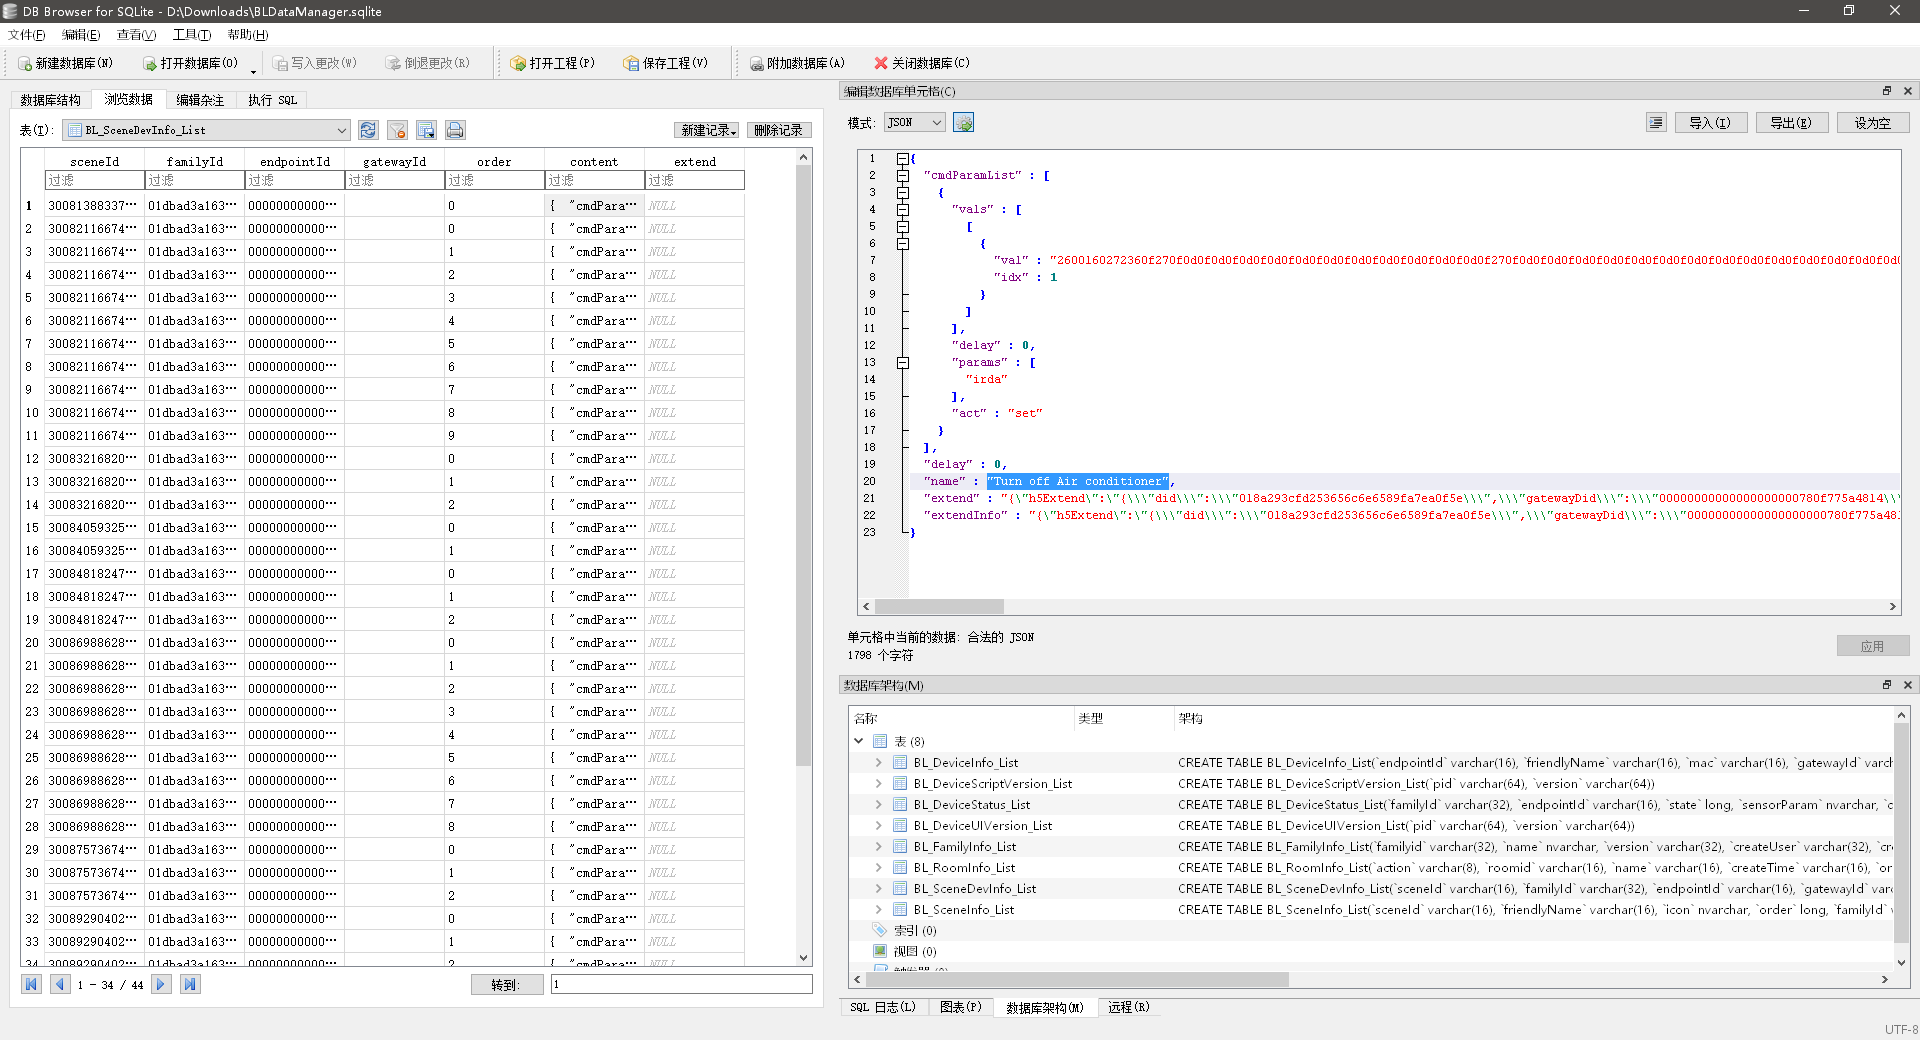 DB Browser for SQLite - D:\Downloads\BLDataManager.sqlite
文件(F) 编辑(E) 查看(V) 工具(T) 帮助(H)
新建数据库(N) 打开数据库(O) 写入更改(W) 倒退更改(R) 打开工程(P) 保存工程(V) 附加数据库(A) 关闭数据库(C)
数据库结构 浏览数据 编辑杂注 执行 SQL
表(T): BL_SceneDevInfo_List 新建记录 删除记录
sceneId familyId endpointId gatewayId order content extend
过滤 过滤 过滤 过滤 过滤 过滤 过滤
1 30081388337… 01dbad3a163… 00000000000… 0 { "cmdPara… NULL
2 30082116674… 01dbad3a163… 00000000000… 0 { "cmdPara… NULL
3 30082116674… 01dbad3a163… 00000000000… 1 { "cmdPara… NULL
4 30082116674… 01dbad3a163… 00000000000… 2 { "cmdPara… NULL
5 30082116674… 01dbad3a163… 00000000000… 3 { "cmdPara… NULL
6 30082116674… 01dbad3a163… 00000000000… 4 { "cmdPara… NULL
7 30082116674… 01dbad3a163… 00000000000… 5 { "cmdPara… NULL
8 30082116674… 01dbad3a163… 00000000000… 6 { "cmdPara… NULL
9 30082116674… 01dbad3a163… 00000000000… 7 { "cmdPara… NULL
10 30082116674… 01dbad3a163… 00000000000… 8 { "cmdPara… NULL
11 30082116674… 01dbad3a163… 00000000000… 9 { "cmdPara… NULL
12 30083216820… 01dbad3a163… 00000000000… 0 { "cmdPara… NULL
13 30083216820… 01dbad3a163… 00000000000… 1 { "cmdPara… NULL
14 30083216820… 01dbad3a163… 00000000000… 2 { "cmdPara… NULL
15 30084059325… 01dbad3a163… 00000000000… 0 { "cmdPara… NULL
16 30084059325… 01dbad3a163… 00000000000… 1 { "cmdPara… NULL
17 30084818247… 01dbad3a163… 00000000000… 0 { "cmdPara… NULL
18 30084818247… 01dbad3a163… 00000000000… 1 { "cmdPara… NULL
19 30084818247… 01dbad3a163… 00000000000… 2 { "cmdPara… NULL
20 30086988628… 01dbad3a163… 00000000000… 0 { "cmdPara… NULL
21 30086988628… 01dbad3a163… 00000000000… 1 { "cmdPara… NULL
22 30086988628… 01dbad3a163… 00000000000… 2 { "cmdPara… NULL
23 30086988628… 01dbad3a163… 00000000000… 3 { "cmdPara… NULL
24 30086988628… 01dbad3a163… 00000000000… 4 { "cmdPara… NULL
25 30086988628… 01dbad3a163… 00000000000… 5 { "cmdPara… NULL
26 30086988628… 01dbad3a163… 00000000000… 6 { "cmdPara… NULL
27 30086988628… 01dbad3a163… 00000000000… 7 { "cmdPara… NULL
28 30086988628… 01dbad3a163… 00000000000… 8 { "cmdPara… NULL
29 30087573674… 01dbad3a163… 00000000000… 0 { "cmdPara… NULL
30 30087573674… 01dbad3a163… 00000000000… 1 { "cmdPara… NULL
31 30087573674… 01dbad3a163… 00000000000… 2 { "cmdPara… NULL
32 30089290402… 01dbad3a163… 00000000000… 0 { "cmdPara… NULL
33 30089290402… 01dbad3a163… 00000000000… 1 { "cmdPara… NULL
34 30089290402… 01dbad3a163… 00000000000… 2 { "cmdPara… NULL
1 - 34 / 44 转到: 1
编辑数据库单元格(C)
模式: JSON 导入(I) 导出(E) 设为空
1 {
2 "cmdParamList" : [
3 {
4 "vals" : [
5 [
6 {
7 "val" : "2600160272360f270f0d0f0d0f0d0f0d0f0d0f0d0f0d0f0d0f0d0f0d0f0d0f270f0d0f0d0f0d0f0d0f0d0f0d0f0d0f0d0f0d0f0d0f0d0f0d0f0d0f0d
8 "idx" : 1
9 }
10 ]
11 ],
12 "delay" : 0,
13 "params" : [
14 "irda"
15 ],
16 "act" : "set"
17 }
18 ],
19 "delay" : 0,
20 "name" : "Turn off Air conditioner",
21 "extend" : "{\"h5Extend\":\"{\\\"did\\\":\\\"018a293cfd253656c6e6589fa7ea0f5e\\\",\\\"gatewayDid\\\":\\\"00000000000000000000780f775a4814\\
22 "extendInfo" : "{\"h5Extend\":\"{\\\"did\\\":\\\"018a293cfd253656c6e6589fa7ea0f5e\\\",\\\"gatewayDid\\\":\\\"00000000000000000000780f775a48
23 }
单元格中当前的数据: 合法的 JSON
1798 个字符
应用
数据库架构(M)
名称 类型 架构
表 (8)
BL_DeviceInfo_List CREATE TABLE BL_DeviceInfo_List(`endpointId` varchar(16), `friendlyName` varchar(16), `mac` varchar(16), `gatewayId` varch
BL_DeviceScriptVersion_List CREATE TABLE BL_DeviceScriptVersion_List(`pid` varchar(64), `version` varchar(64))
BL_DeviceStatus_List CREATE TABLE BL_DeviceStatus_List(`familyId` varchar(32), `endpointId` varchar(16), `state` long, `sensorParam` nvarchar, `c
BL_DeviceUIVersion_List CREATE TABLE BL_DeviceUIVersion_List(`pid` varchar(64), `version` varchar(64))
BL_FamilyInfo_List CREATE TABLE BL_FamilyInfo_List(`familyid` varchar(32), `name` nvarchar, `version` varchar(32), `createUser` varchar(32), `cr
BL_RoomInfo_List CREATE TABLE BL_RoomInfo_List(`action` varchar(8), `roomid` varchar(16), `name` varchar(16), `createTime` varchar(16), `or
BL_SceneDevInfo_List CREATE TABLE BL_SceneDevInfo_List(`sceneId` varchar(16), `familyId` varchar(32), `endpointId` varchar(16), `gatewayId` varc
BL_SceneInfo_List CREATE TABLE BL_SceneInfo_List(`sceneId` varchar(16), `friendlyName` varchar(16), `icon` nvarchar, `order` long, `familyId` v
索引 (0)
视图 (0)
触发器 (0)
SQL 日志(L) 图表(P) 数据库架构(M) 远程(R)
UTF-8